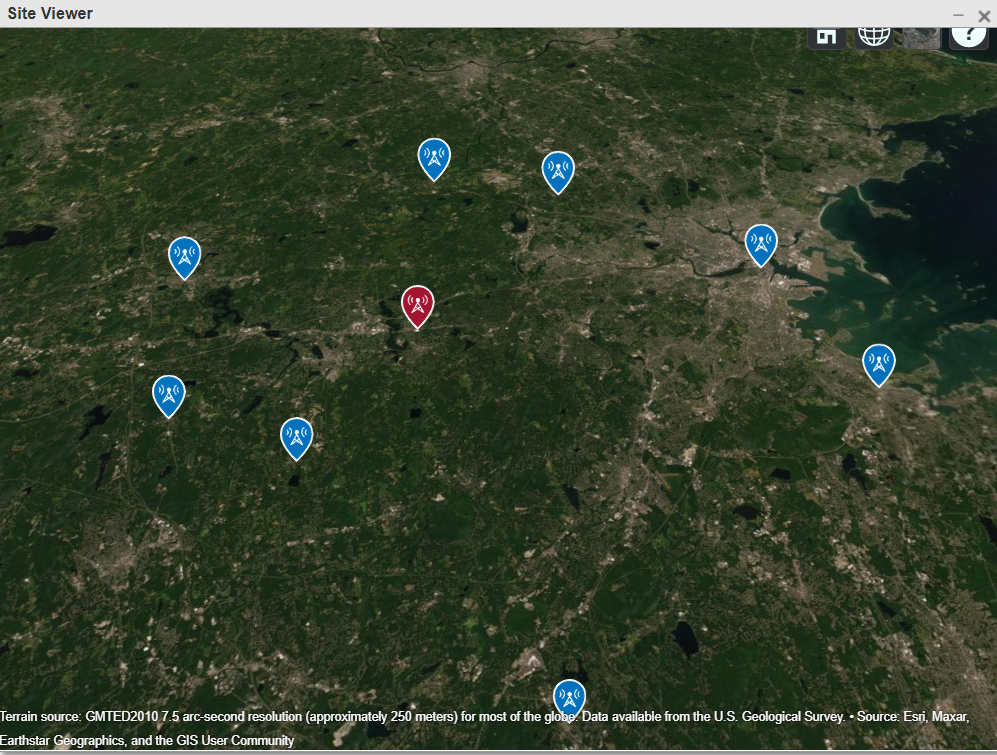 Site Viewer
?
Terrain source: GMTED2010 7.5 arc-second resolution (approximately 250 meters) for most of the globe. Data available from the U.S. Geological Survey. • Source: Esri, Maxar,
Earthstar Geographics, and the GIS User Community